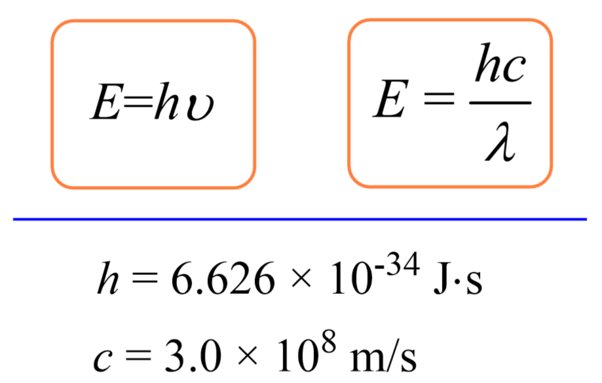 E=hυ
E = hc/λ
h = 6.626 × 10⁻³⁴ J·s
c = 3.0 × 10⁸ m/s